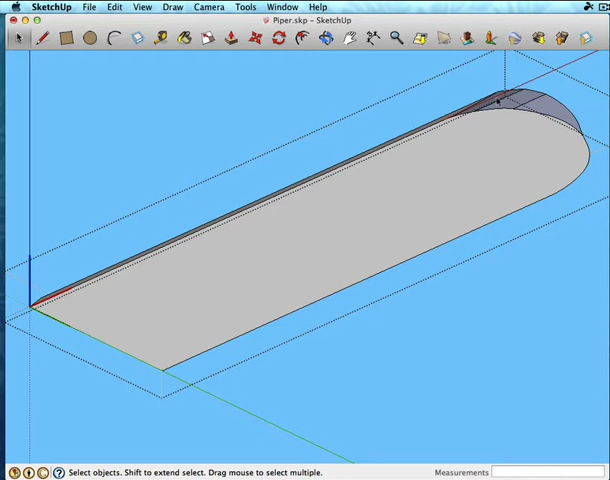 SketchUp File Edit View Draw Camera Tools Window Help
Piper.skp - SketchUp
Select objects. Shift to extend select. Drag mouse to select multiple. Measurements